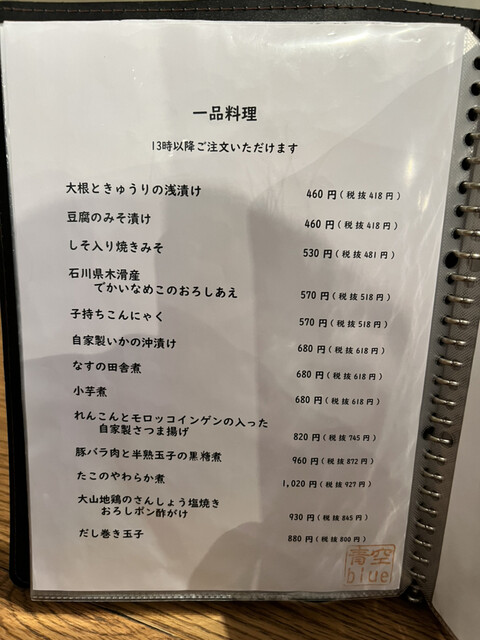 一品料理
13時以降ご注文いただけます
大根ときゅうりの浅漬け 460円(税抜418円)
豆腐のみそ漬け 460円(税抜418円)
しそ入り焼きみそ 530円(税抜481円)
石川県木滑産
でかいなめこのおろしあえ 570円(税抜518円)
子持ちこんにゃく 570円(税抜518円)
自家製いかの沖漬け 680円(税抜618円)
なすの田舎煮 680円(税抜618円)
小芋煮 680円(税抜618円)
れんこんとモロッコインゲンの入った
自家製さつま揚げ 820円(税抜745円)
豚バラ肉と半熟玉子の黒糖煮 960円(税抜872円)
たこのやわらか煮 1,020円(税抜927円)
大山地鶏のさんしょう塩焼き
おろしポン酢がけ 930円(税抜845円)
だし巻き玉子 880円(税抜800円)
青空
blue